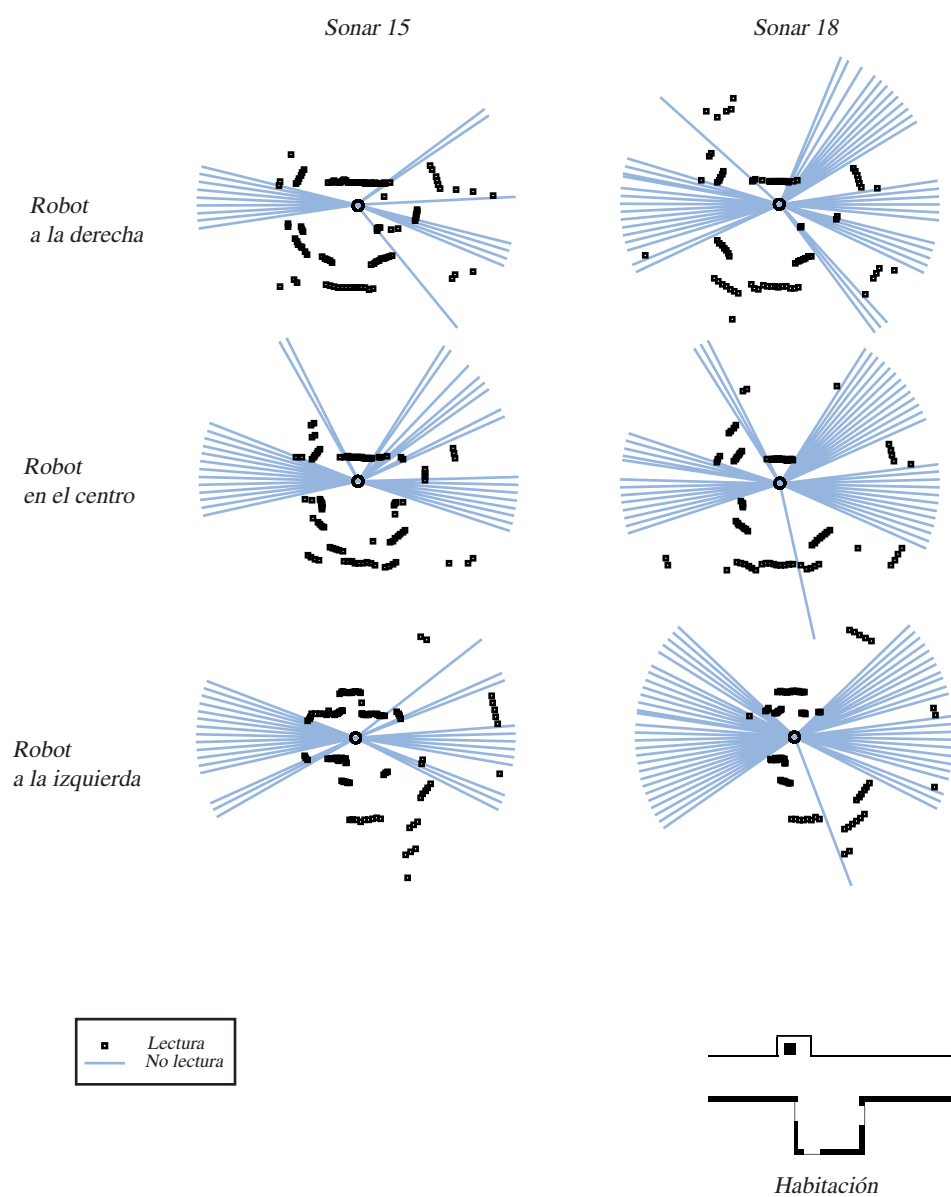 Sonar 15
Sonar 18
Robot
a la derecha
Robot
en el centro
Robot
a la izquierda
Lectura
No lectura
Habitación